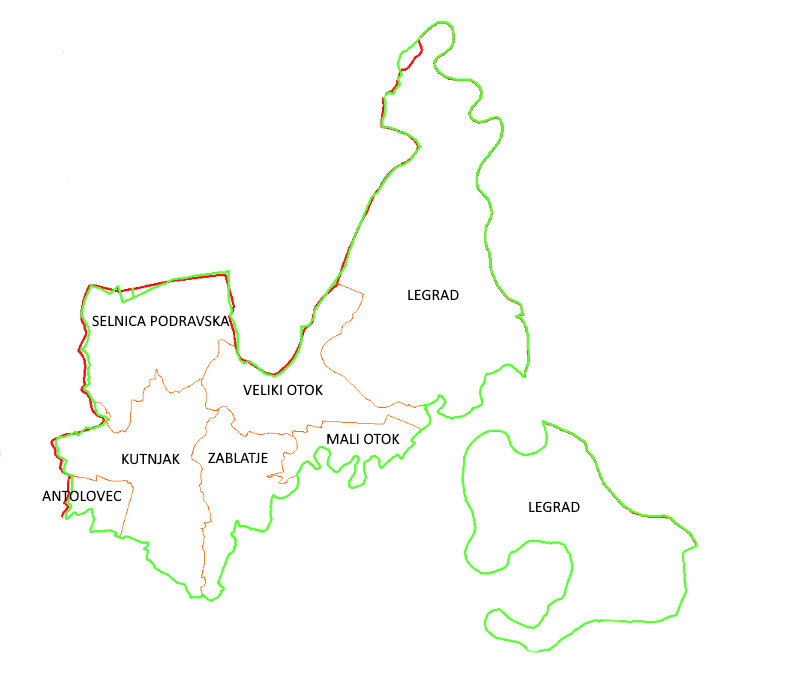 LEGRAD
SELNICA PODRAVSKA
VELIKI OTOK
MALI OTOK
KUTNJAK
ZABLATJE
ANTOLOVEC
LEGRAD